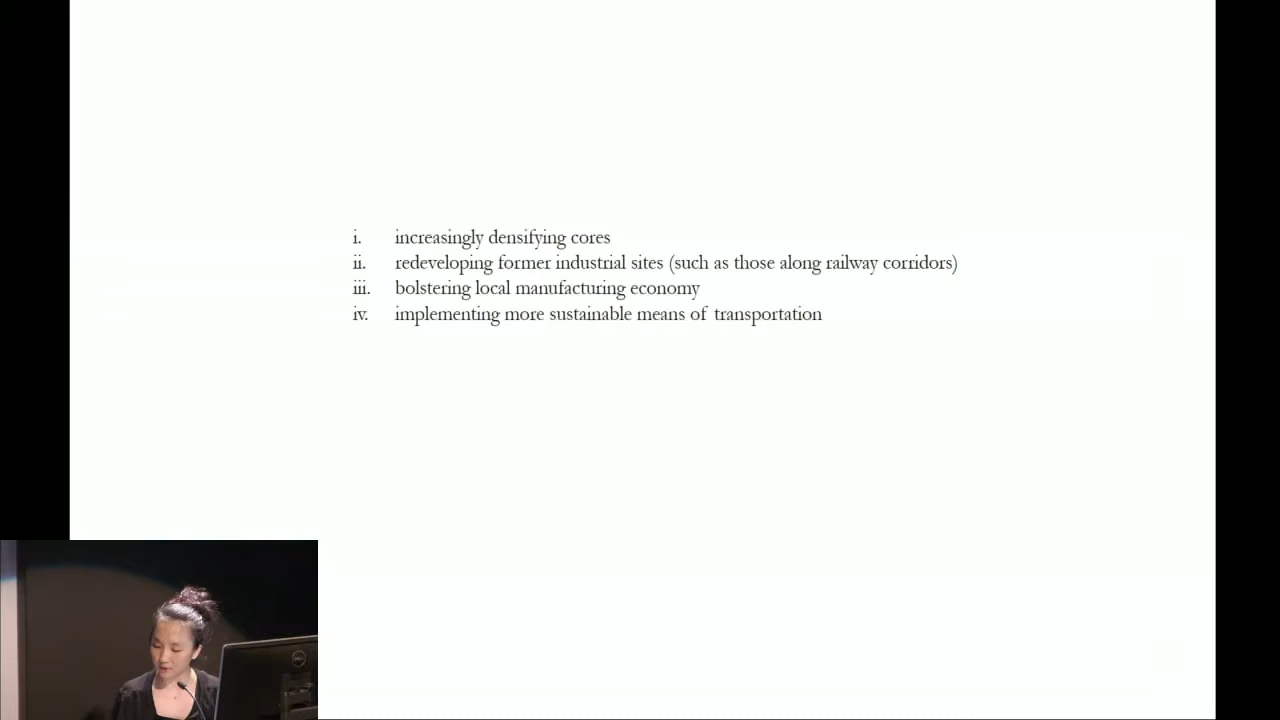 i. increasingly densifying cores
ii. redeveloping former industrial sites (such as those along railway corridors)
iii. bolstering local manufacturing economy
iv. implementing more sustainable means of transportation
DELL